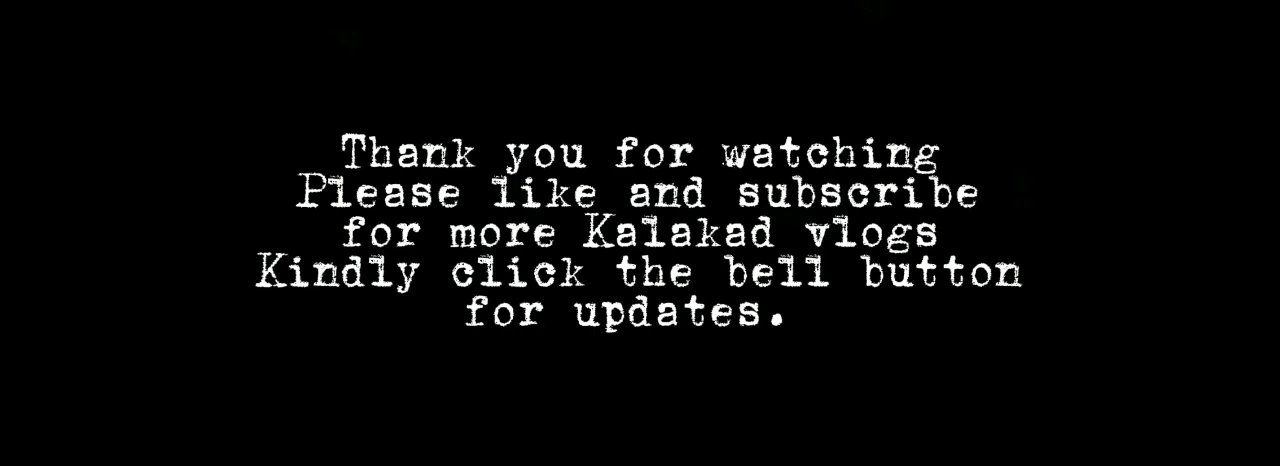 Thank you for watching
Please like and subscribe
for more Kalakad vlogs
Kindly click the bell button
for updates.